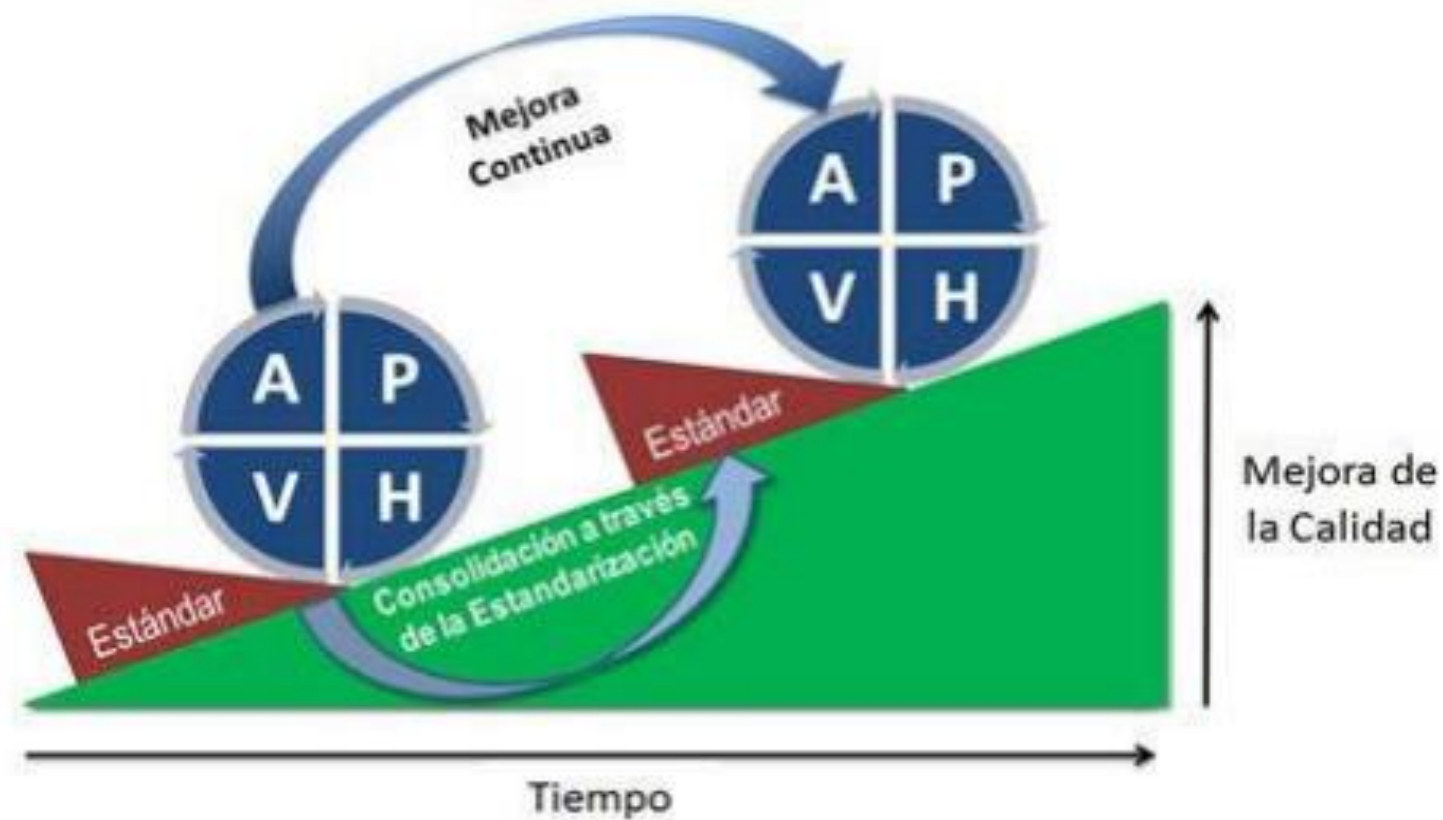 Mejora
Continua
A P
V H
A P
V H
Estándar
Estándar
Consolidación a través
de la Estandarización
Mejora de
la Calidad
Tiempo